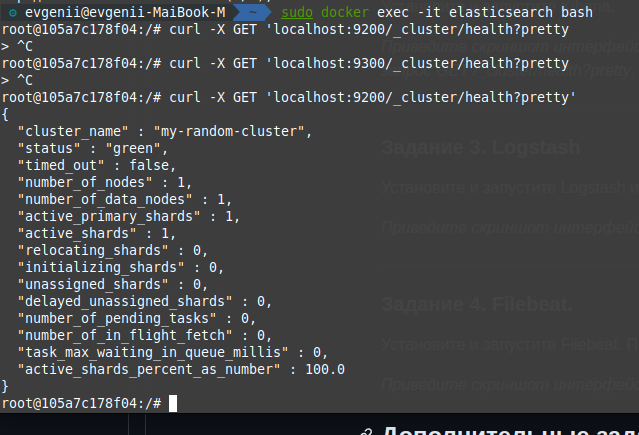 evgenii@evgenii-MaiBook-M ~ sudo docker exec -it elasticsearch bash
root@105a7c178f04:/# curl -X GET 'localhost:9200/_cluster/health?pretty
> ^C
root@105a7c178f04:/# curl -X GET 'localhost:9300/_cluster/health?pretty
> ^C
root@105a7c178f04:/# curl -X GET 'localhost:9200/_cluster/health?pretty'
{
  "cluster_name" : "my-random-cluster",
  "status" : "green",
  "timed_out" : false,
  "number_of_nodes" : 1,
  "number_of_data_nodes" : 1,
  "active_primary_shards" : 1,
  "active_shards" : 1,
  "relocating_shards" : 0,
  "initializing_shards" : 0,
  "unassigned_shards" : 0,
  "delayed_unassigned_shards" : 0,
  "number_of_pending_tasks" : 0,
  "number_of_in_flight_fetch" : 0,
  "task_max_waiting_in_queue_millis" : 0,
  "active_shards_percent_as_number" : 100.0
}
root@105a7c178f04:/#
Приведите скриншот интерфейс
Задание 3. Logstash
Установите и запустите Logstash и
Приведите скриншот интерфейс
Задание 4. Filebeat.
Установите и запустите Filebeat. П
Приведите скриншот интерфейс
Дополнительные зад